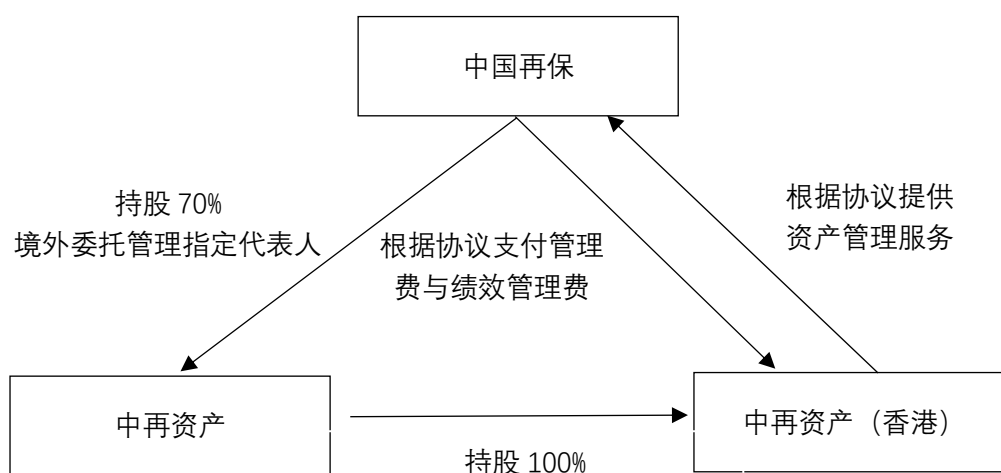 中国再保
持股 70%
境外委托管理指定代表人
根据协议支付管理
费与绩效管理费
根据协议提供
资产管理服务
中再资产
中再资产（香港）
持股 100%